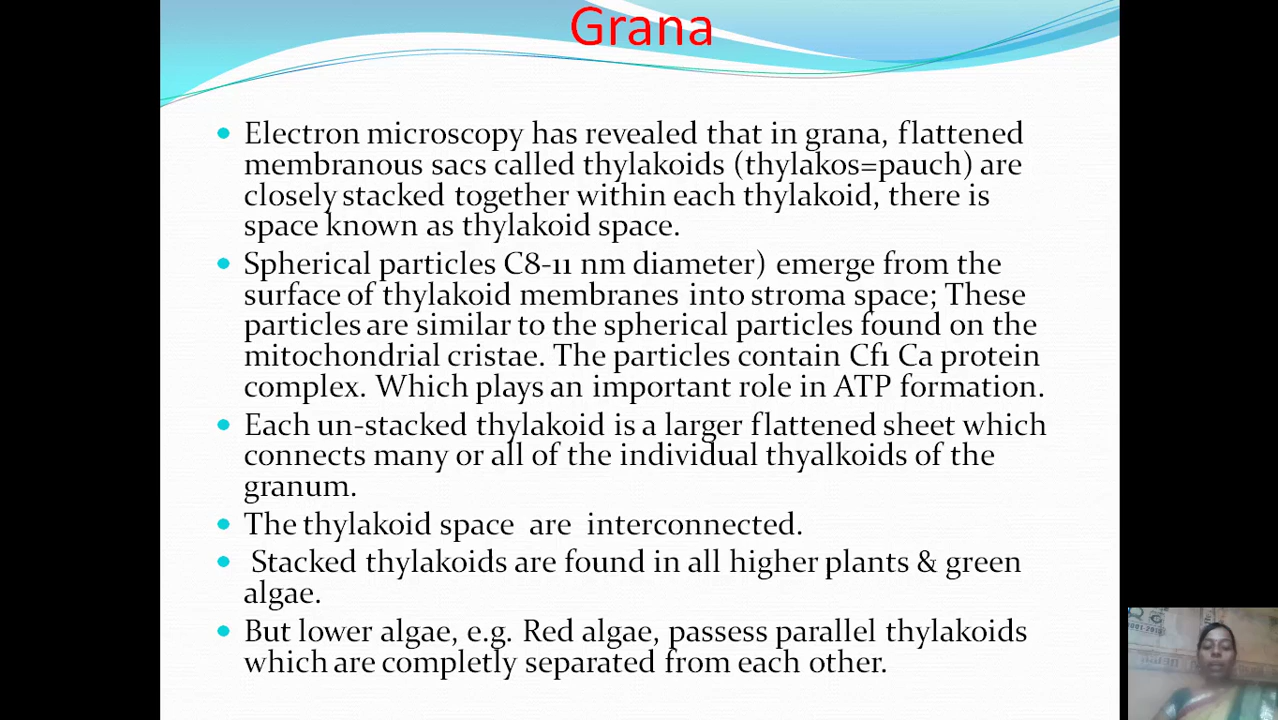 Grana
Electron microscopy has revealed that in grana, flattened
membranous sacs called thylakoids (thylakos=pauch) are
closely stacked together within each thylakoid, there is
space known as thylakoid space.
Spherical particles C8-11 nm diameter) emerge from the
surface of thylakoid membranes into stroma space; These
particles are similar to the spherical particles found on the
mitochondrial cristae. The particles contain Cf1 Ca protein
complex. Which plays an important role in ATP formation.
Each un-stacked thylakoid is a larger flattened sheet which
connects many or all of the individual thyalkoids of the
granum.
The thylakoid space are interconnected.
Stacked thylakoids are found in all higher plants & green
algae.
But lower algae, e.g. Red algae, passess parallel thylakoids
which are completly separated from each other.